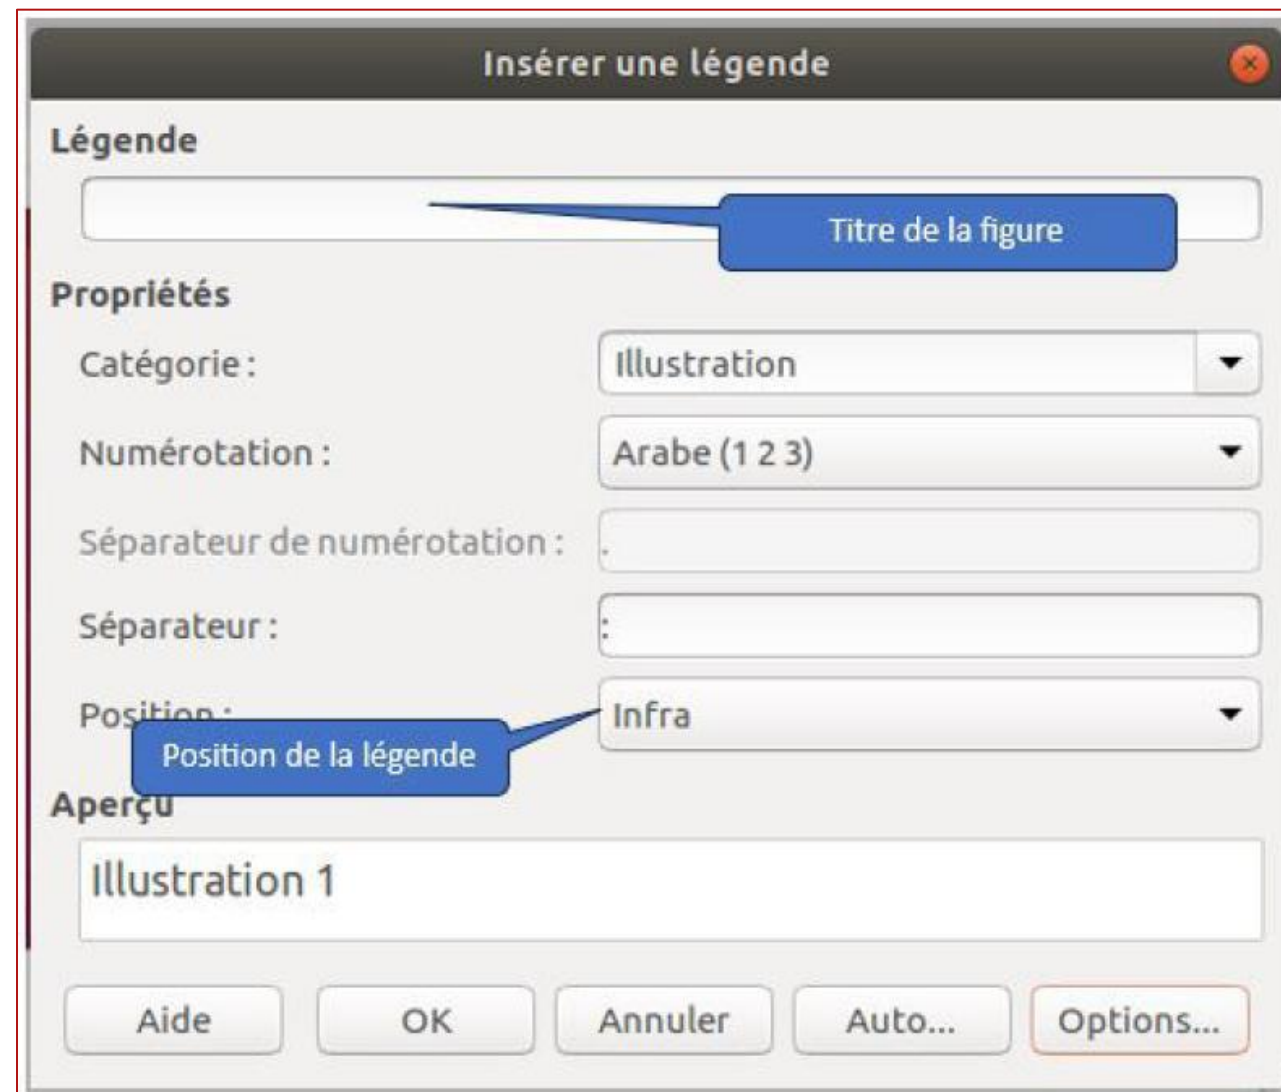 Insérer une légende
Légende
Titre de la figure
Propriétés
Catégorie :
Illustration
Numérotation :
Arabe (1 2 3)
Séparateur de numérotation :
.
Séparateur :
:
Position :
Infra
Position de la légende
Aperçu
Illustration 1
Aide
OK
Annuler
Auto...
Options...